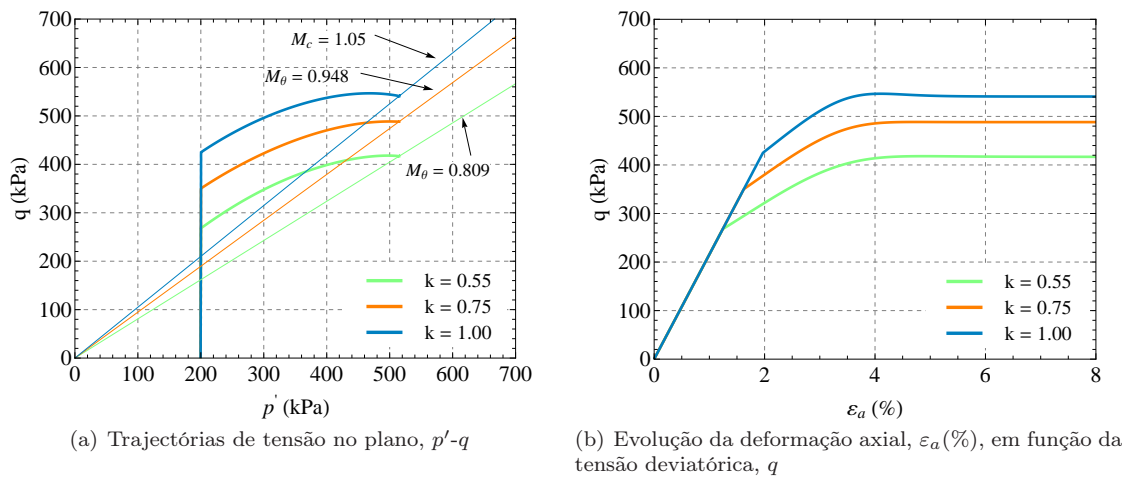 700
600
500
400
300
200
100
0
q (kPa)
M_c = 1.05
M_θ = 0.948
M_θ = 0.809
k = 0.55
k = 0.75
k = 1.00
0 100 200 300 400 500 600 700
p' (kPa)
(a) Trajectórias de tensão no plano, p′-q
700
600
500
400
300
200
100
0
q (kPa)
k = 0.55
k = 0.75
k = 1.00
0 2 4 6 8
ε_a (%)
(b) Evolução da deformação axial, ε_a(%), em função da
tensão deviatórica, q